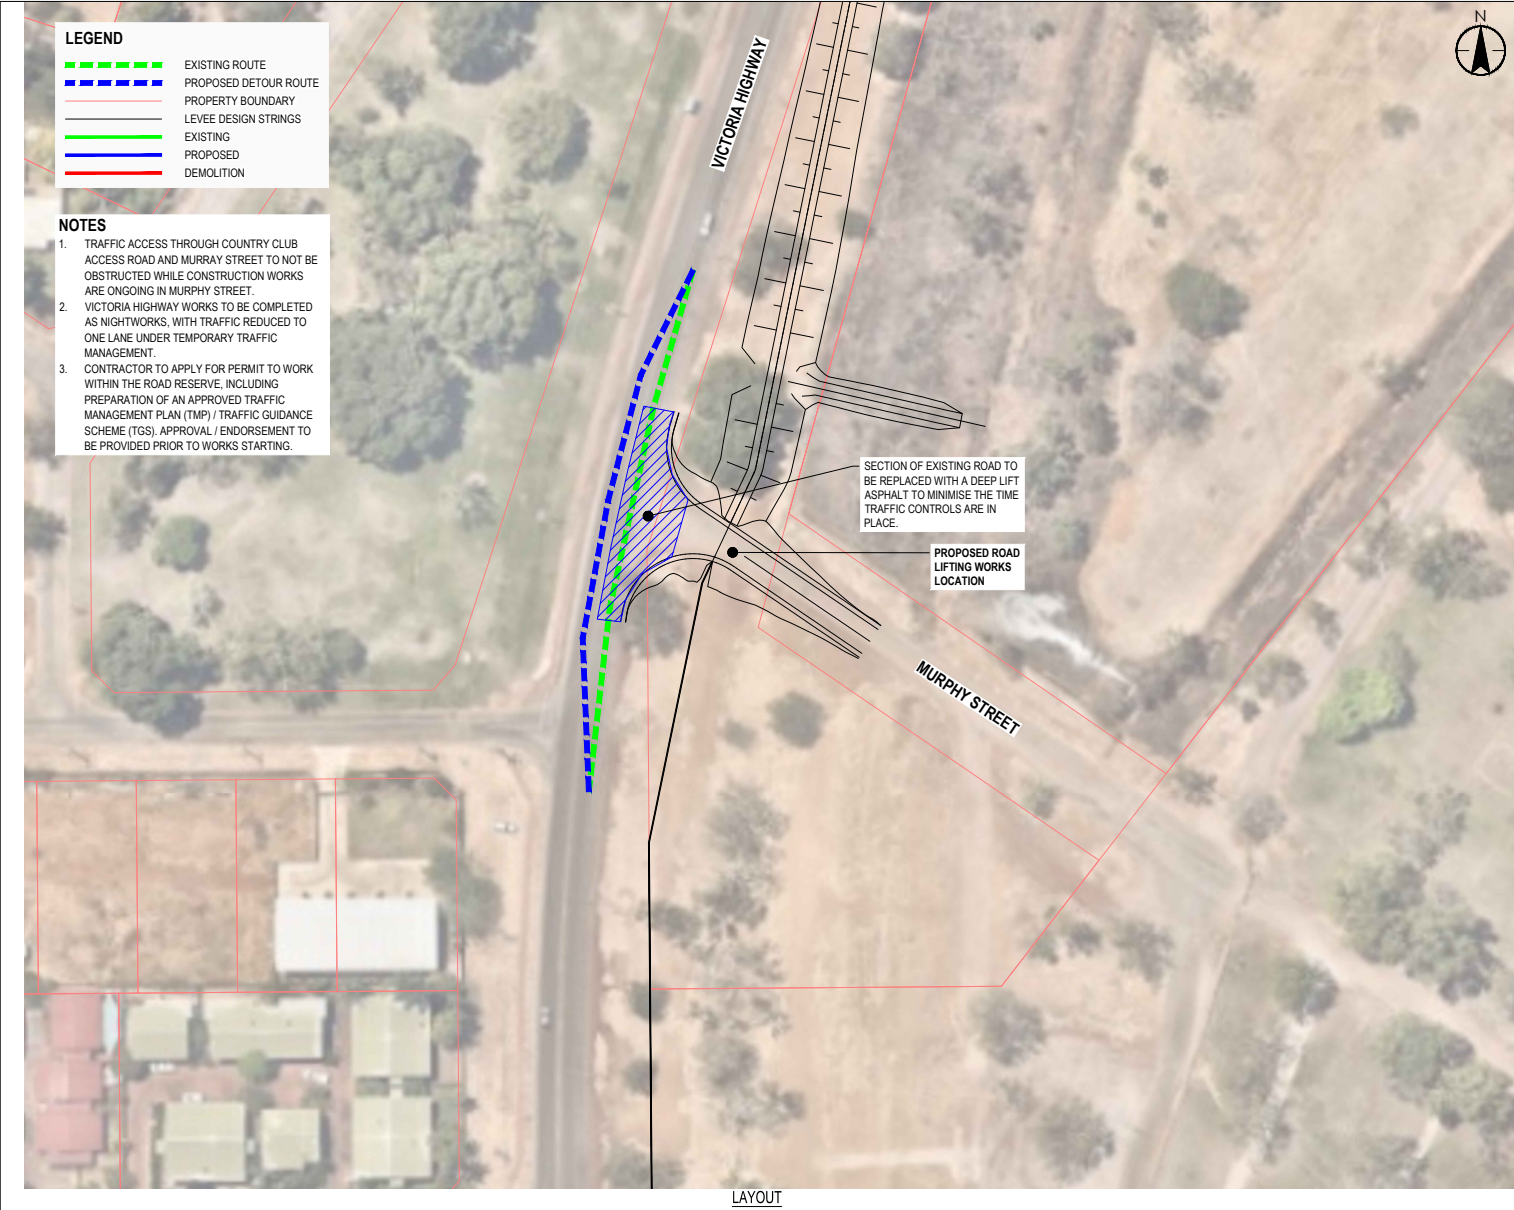 LEGEND
EXISTING ROUTE
PROPOSED DETOUR ROUTE
PROPERTY BOUNDARY
LEVEE DESIGN STRINGS
EXISTING
PROPOSED
DEMOLITION
NOTES
1. TRAFFIC ACCESS THROUGH COUNTRY CLUB
ACCESS ROAD AND MURRAY STREET TO NOT BE
OBSTRUCTED WHILE CONSTRUCTION WORKS
ARE ONGOING IN MURPHY STREET.
2. VICTORIA HIGHWAY WORKS TO BE COMPLETED
AS NIGHTWORKS, WITH TRAFFIC REDUCED TO
ONE LANE UNDER TEMPORARY TRAFFIC
MANAGEMENT.
3. CONTRACTOR TO APPLY FOR PERMIT TO WORK
WITHIN THE ROAD RESERVE, INCLUDING
PREPARATION OF AN APPROVED TRAFFIC
MANAGEMENT PLAN (TMP) / TRAFFIC GUIDANCE
SCHEME (TGS). APPROVAL / ENDORSEMENT TO
BE PROVIDED PRIOR TO WORKS STARTING.
VICTORIA HIGHWAY
N
SECTION OF EXISTING ROAD TO
BE REPLACED WITH A DEEP LIFT
ASPHALT TO MINIMISE THE TIME
TRAFFIC CONTROLS ARE IN
PLACE.
PROPOSED ROAD
LIFTING WORKS
LOCATION
MURPHY STREET
LAYOUT